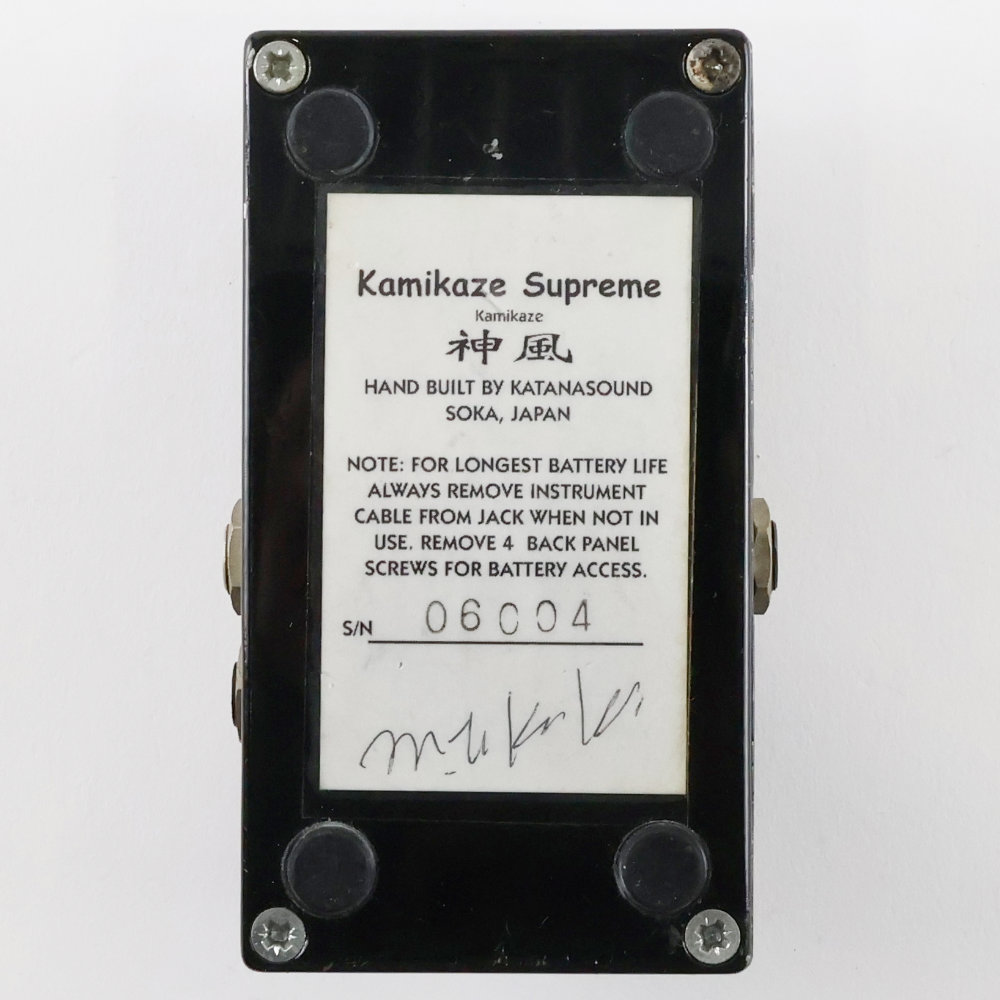 Kamikaze Supreme
Kamikaze
神風
HAND BUILT BY KATANASOUND
SOKA, JAPAN
NOTE: FOR LONGEST BATTERY LIFE
ALWAYS REMOVE INSTRUMENT
CABLE FROM JACK WHEN NOT IN
USE. REMOVE 4 BACK PANEL
SCREWS FOR BATTERY ACCESS.
S/N 06004